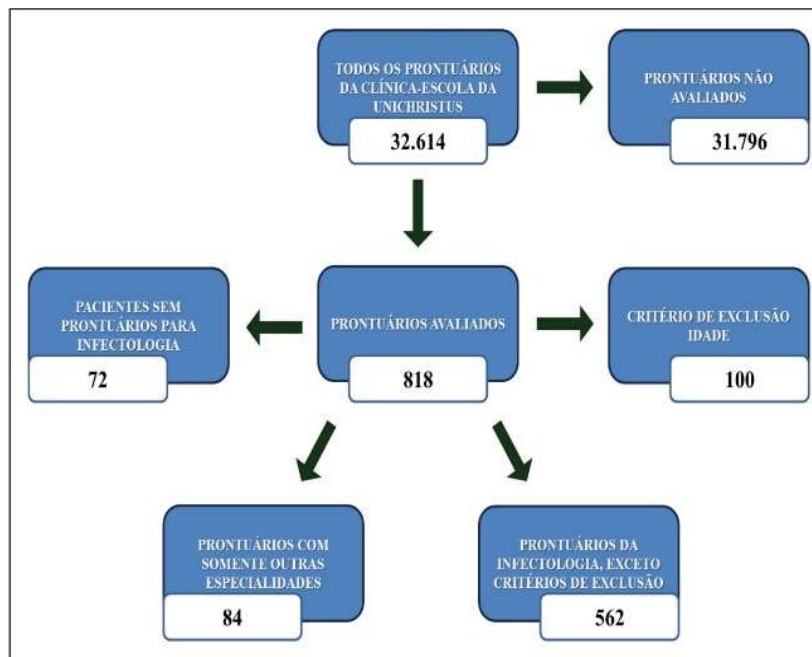 TODOS OS PRONTUÁRIOS
DA CLÍNICA-ESCOLA DA
UNICHRISTUS
32.614
PRONTUÁRIOS NÃO
AVALIADOS
31.796
PACIENTES SEM
PRONTUÁRIOS PARA
INFECTOLOGIA
72
PRONTUÁRIOS AVALIADOS
818
CRITÉRIO DE EXCLUSÃO
IDADE
100
PRONTUÁRIOS COM
SOMENTE OUTRAS
ESPECIALIDADES
84
PRONTUÁRIOS DA
INFECTOLOGIA, EXCETO
CRITÉRIOS DE EXCLUSÃO
562